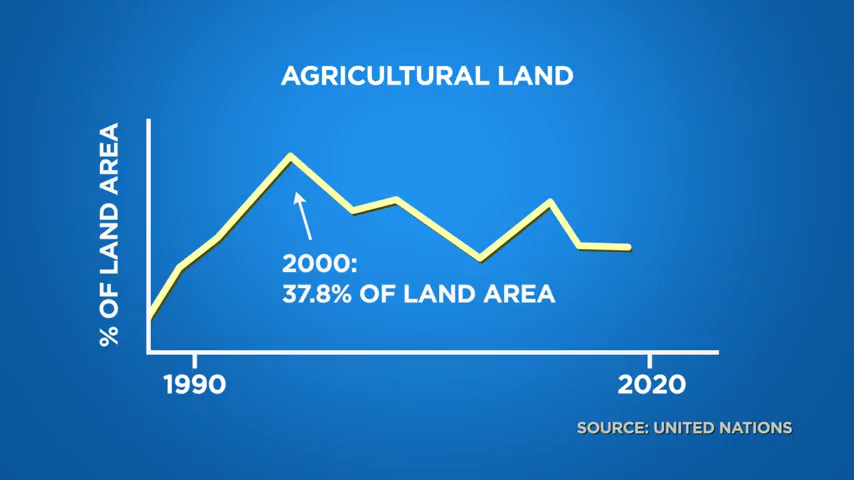 AGRICULTURAL LAND
% OF LAND AREA
2000:
37.8% OF LAND AREA
1990
2020
SOURCE: UNITED NATIONS